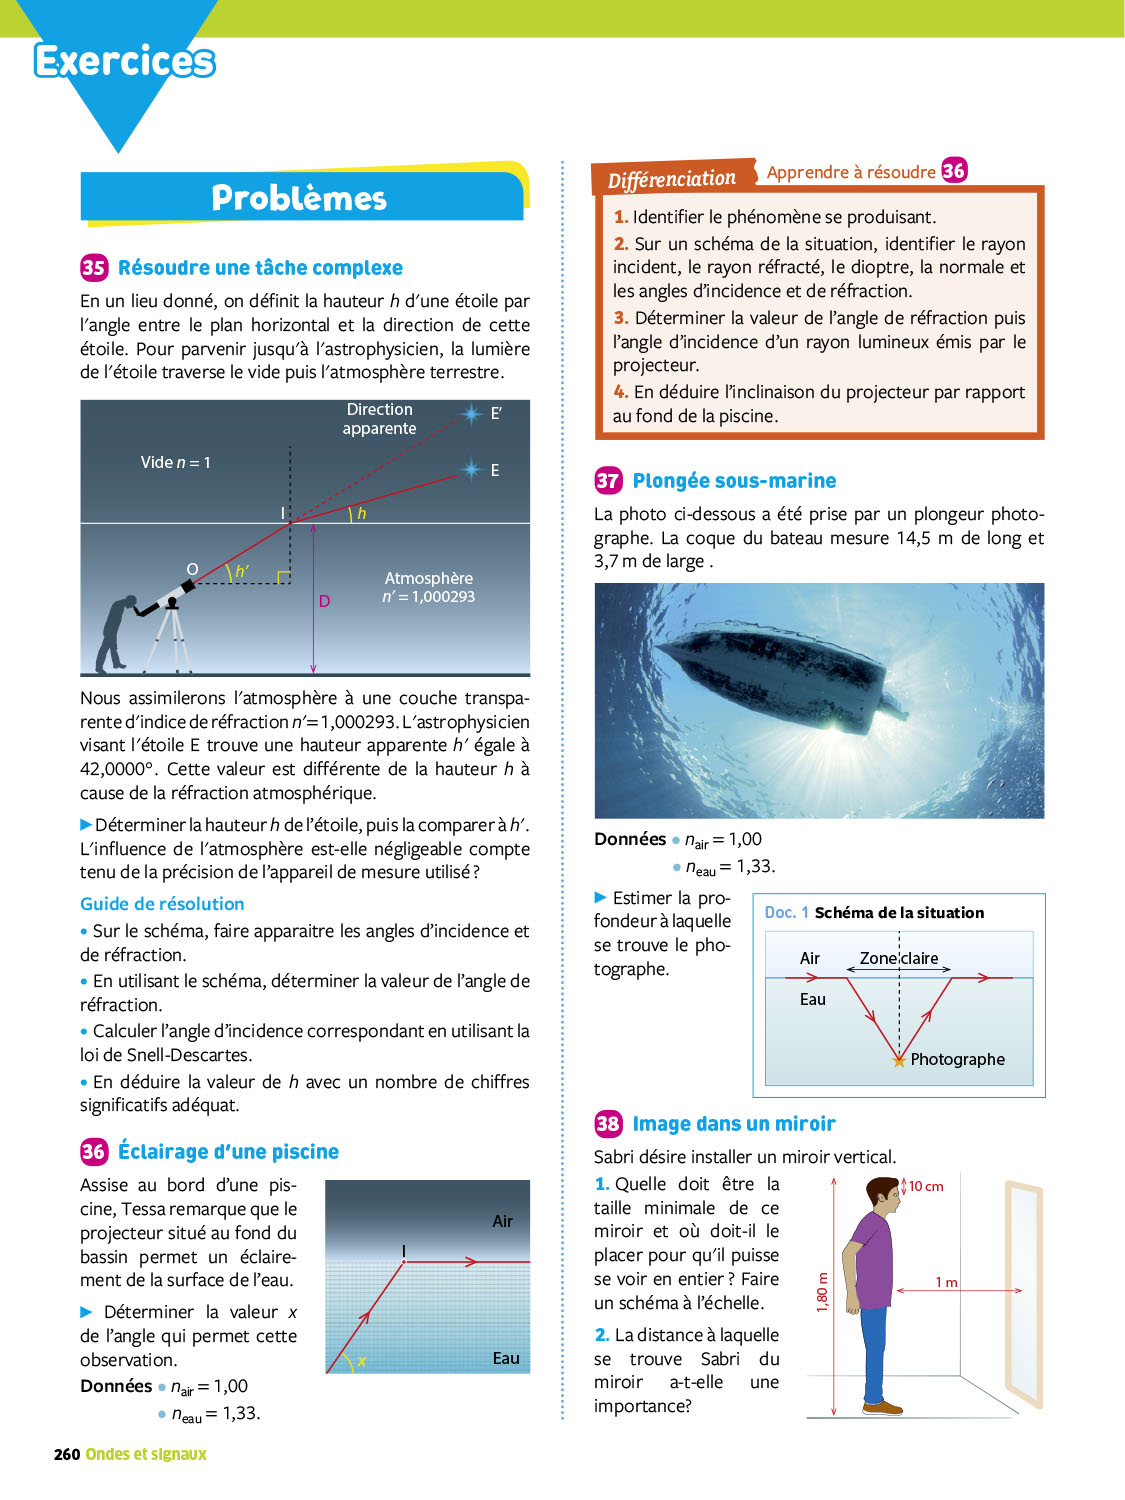 Exercices
Problèmes
35 Résoudre une tâche complexe
En un lieu donné, on définit la hauteur h d'une étoile par
l'angle entre le plan horizontal et la direction de cette
étoile. Pour parvenir jusqu'à l'astrophysicien, la lumière
de l'étoile traverse le vide puis l'atmosphère terrestre.
Direction
apparente
E'
Vide n = 1
E
I
h
O
h'
Atmosphère
n' = 1,000293
D
Nous assimilerons l'atmosphère à une couche transpa-
rente d'indice de réfraction n'= 1,000293. L'astrophysicien
visant l'étoile E trouve une hauteur apparente h' égale à
42,0000°. Cette valeur est différente de la hauteur h à
cause de la réfraction atmosphérique.
▶ Déterminer la hauteur h de l'étoile, puis la comparer à h'.
L'influence de l'atmosphère est-elle négligeable compte
tenu de la précision de l'appareil de mesure utilisé ?
Guide de résolution
• Sur le schéma, faire apparaitre les angles d'incidence et
de réfraction.
• En utilisant le schéma, déterminer la valeur de l'angle de
réfraction.
• Calculer l'angle d'incidence correspondant en utilisant la
loi de Snell-Descartes.
• En déduire la valeur de h avec un nombre de chiffres
significatifs adéquat.
36 Éclairage d'une piscine
Assise au bord d'une pis-
cine, Tessa remarque que le
projecteur situé au fond du
bassin permet un éclaire-
ment de la surface de l'eau.
▶ Déterminer la valeur x
de l'angle qui permet cette
observation.
Données • nair = 1,00
• neau = 1,33.
Air
I
x
Eau
Différenciation Apprendre à résoudre 36
1. Identifier le phénomène se produisant.
2. Sur un schéma de la situation, identifier le rayon
incident, le rayon réfracté, le dioptre, la normale et
les angles d'incidence et de réfraction.
3. Déterminer la valeur de l'angle de réfraction puis
l'angle d'incidence d'un rayon lumineux émis par le
projecteur.
4. En déduire l'inclinaison du projecteur par rapport
au fond de la piscine.
37 Plongée sous-marine
La photo ci-dessous a été prise par un plongeur photo-
graphe. La coque du bateau mesure 14,5 m de long et
3,7 m de large .
Données • nair = 1,00
• neau = 1,33.
▶ Estimer la pro-
fondeur à laquelle
se trouve le pho-
tographe.
Doc. 1 Schéma de la situation
Air
Zone claire
Eau
Photographe
38 Image dans un miroir
Sabri désire installer un miroir vertical.
1. Quelle doit être la
taille minimale de ce
miroir et où doit-il le
placer pour qu'il puisse
se voir en entier ? Faire
un schéma à l'échelle.
2. La distance à laquelle
se trouve Sabri du
miroir a-t-elle une
importance?
10 cm
1 m
1,80 m
260 Ondes et signaux